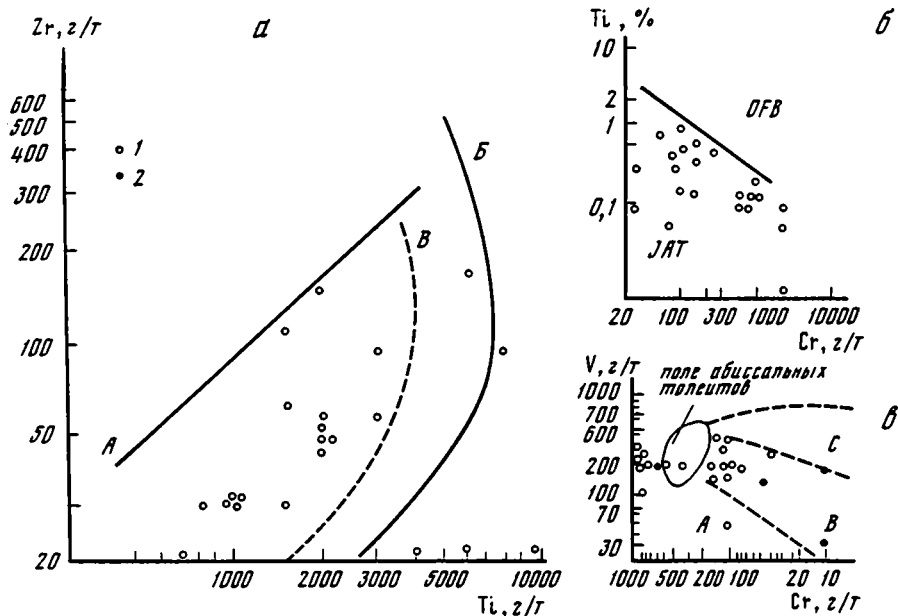 Zr, г/т
а
600
500
400
300
200
100
50
20
1
2
А
В
Б
1000
2000
3000
5000
10000
Ti, г/т
Ti, %
б
10
2
1
0,1
OFB
JAT
20
100
300
1000
10000
Cr, г/т
V, г/т
в
поле абиссальных
толеитов
1000
700
600
200
100
70
30
С
А
В
1000
500
200
100
20
10
Cr, г/т